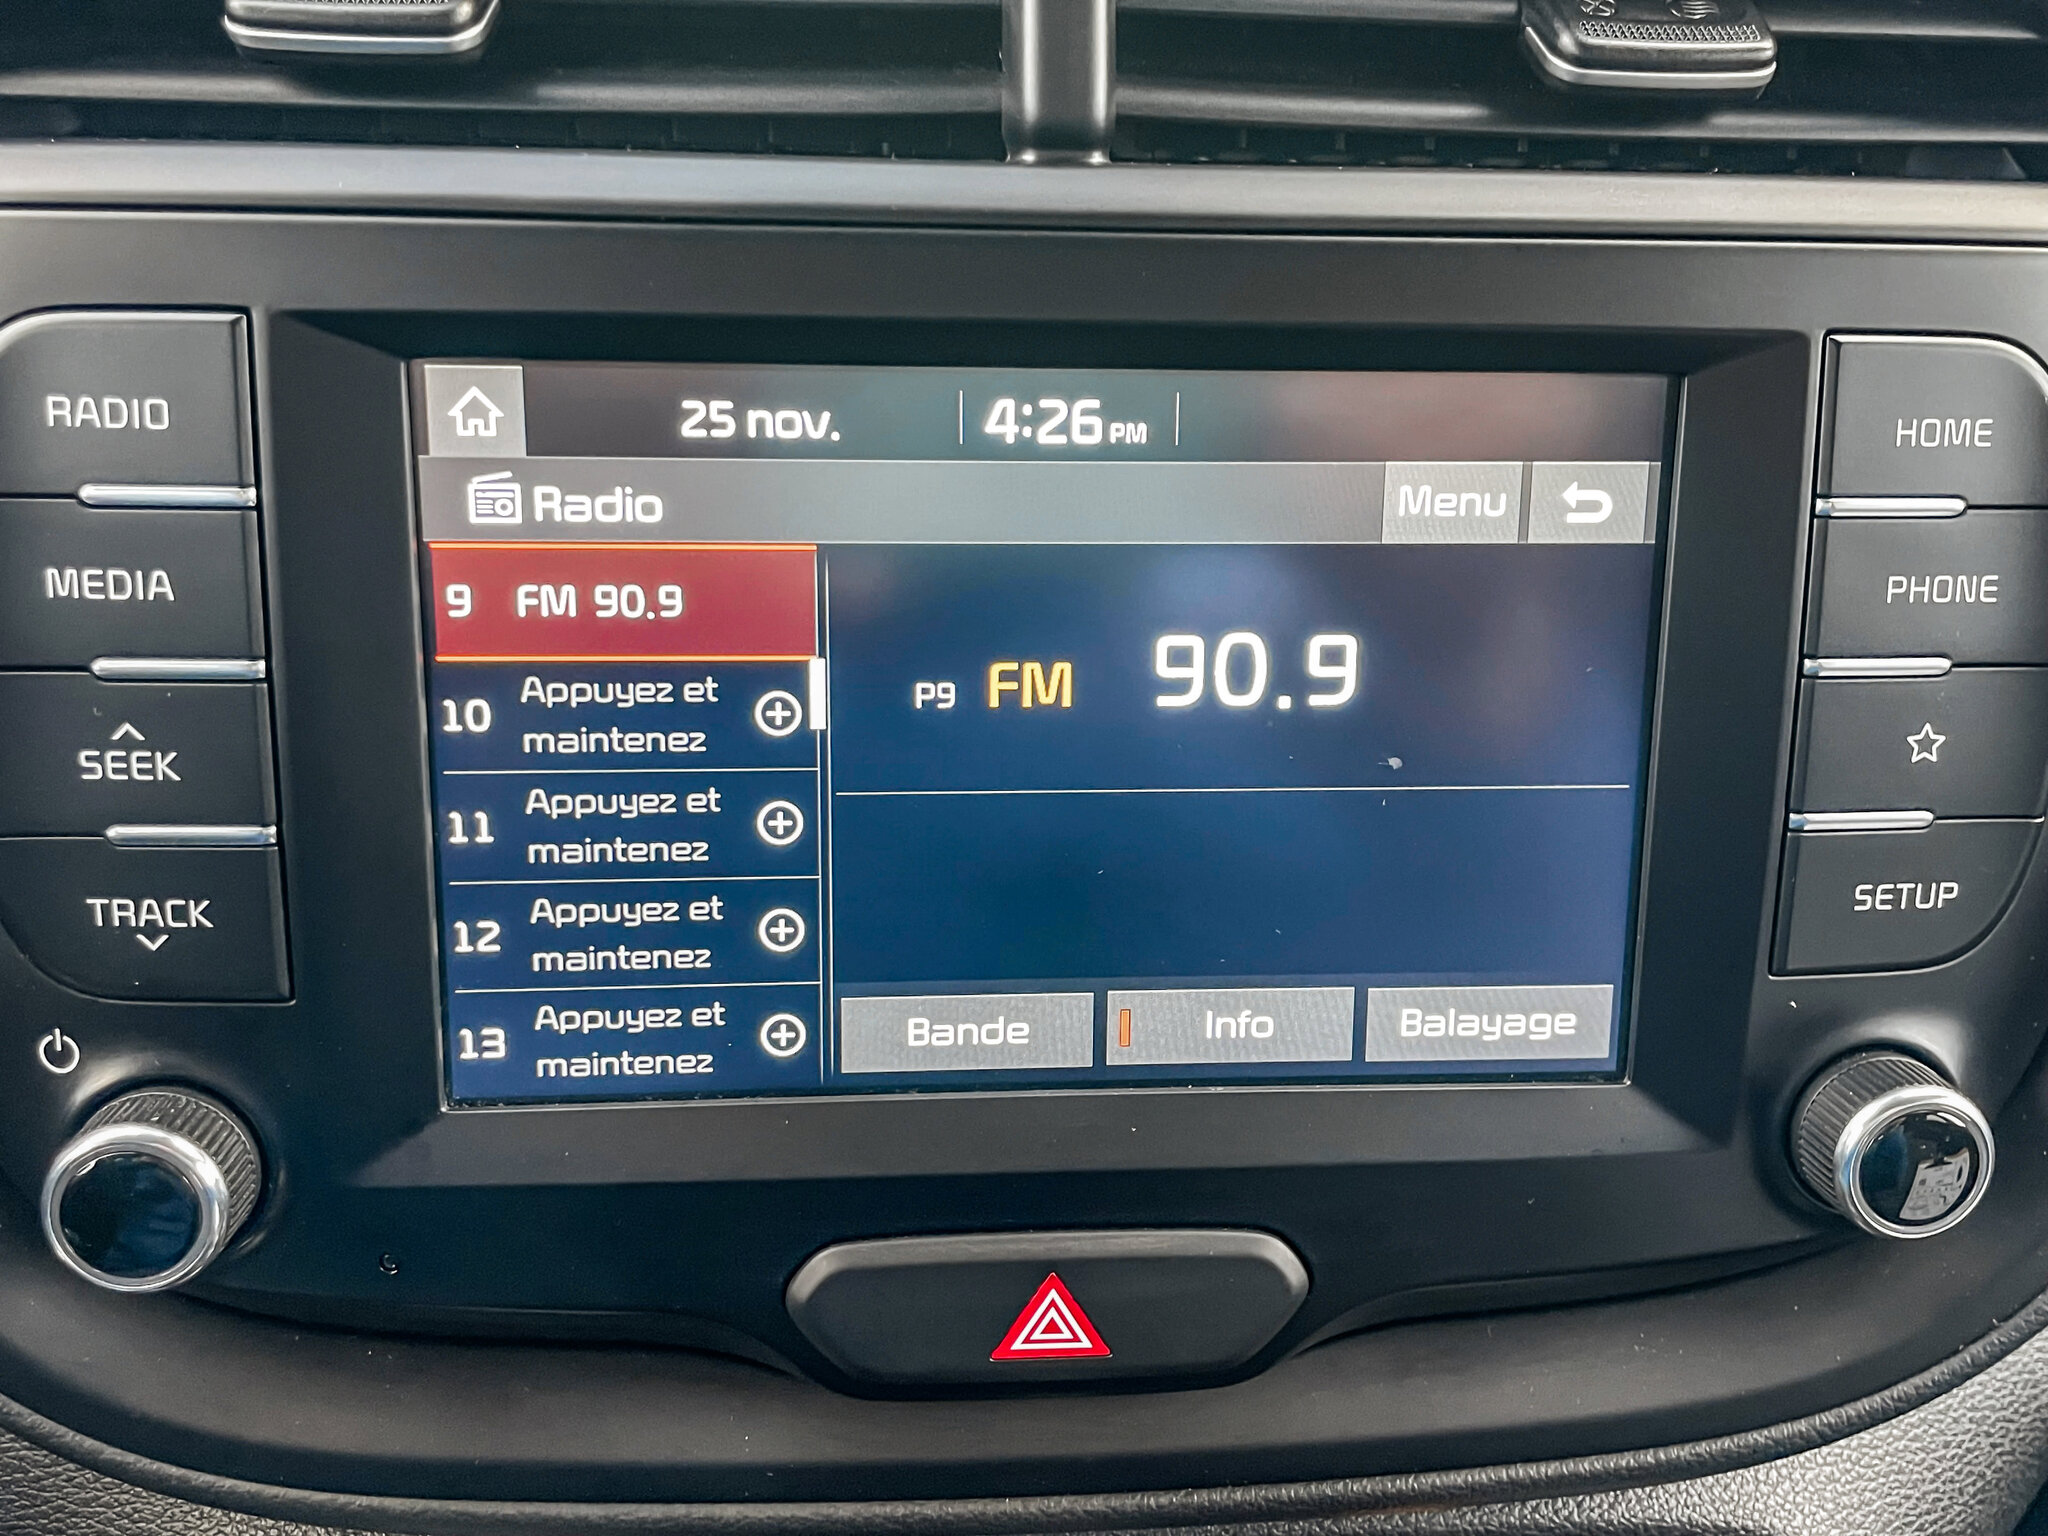 25 nov. 4:26 PM
Radio Menu
RADIO
MEDIA
SEEK
TRACK
9 FM 90.9
10 Appuyez et
maintenez
11 Appuyez et
maintenez
12 Appuyez et
maintenez
13 Appuyez et
maintenez
P9 FM 90.9
Bande Info Balayage
HOME
PHONE
SETUP